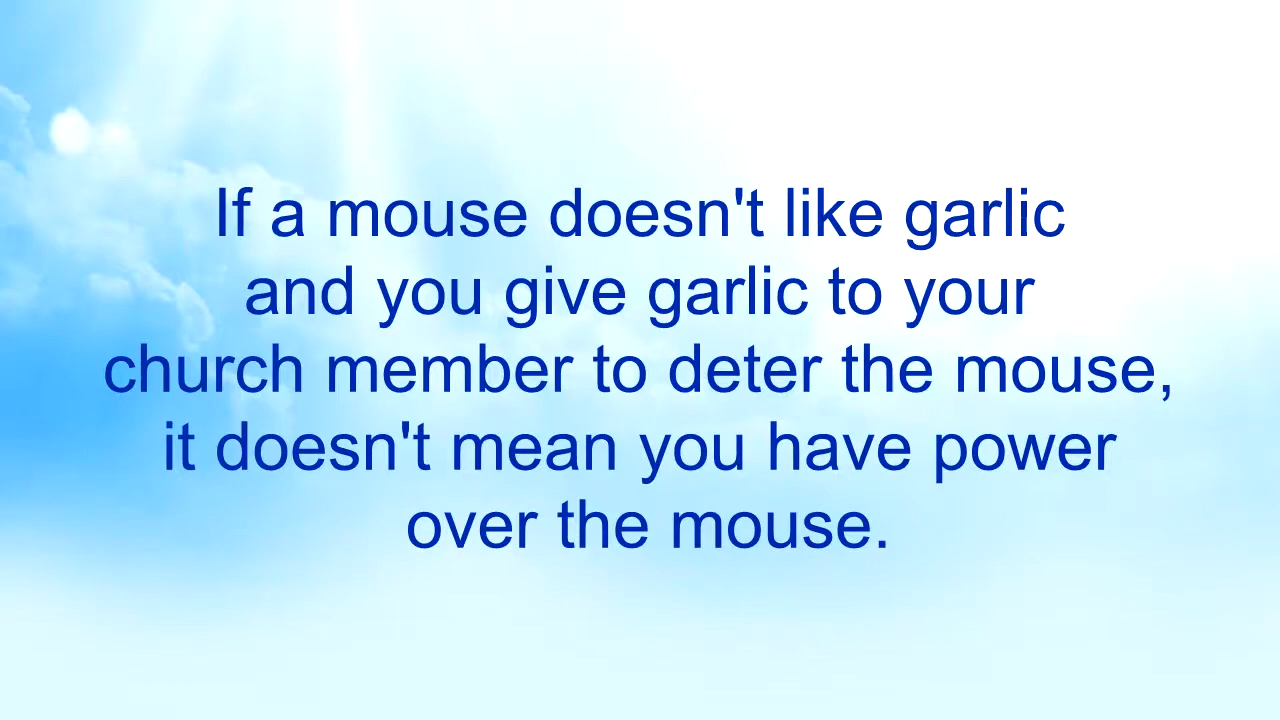 If a mouse doesn't like garlic
and you give garlic to your
church member to deter the mouse,
it doesn't mean you have power
over the mouse.